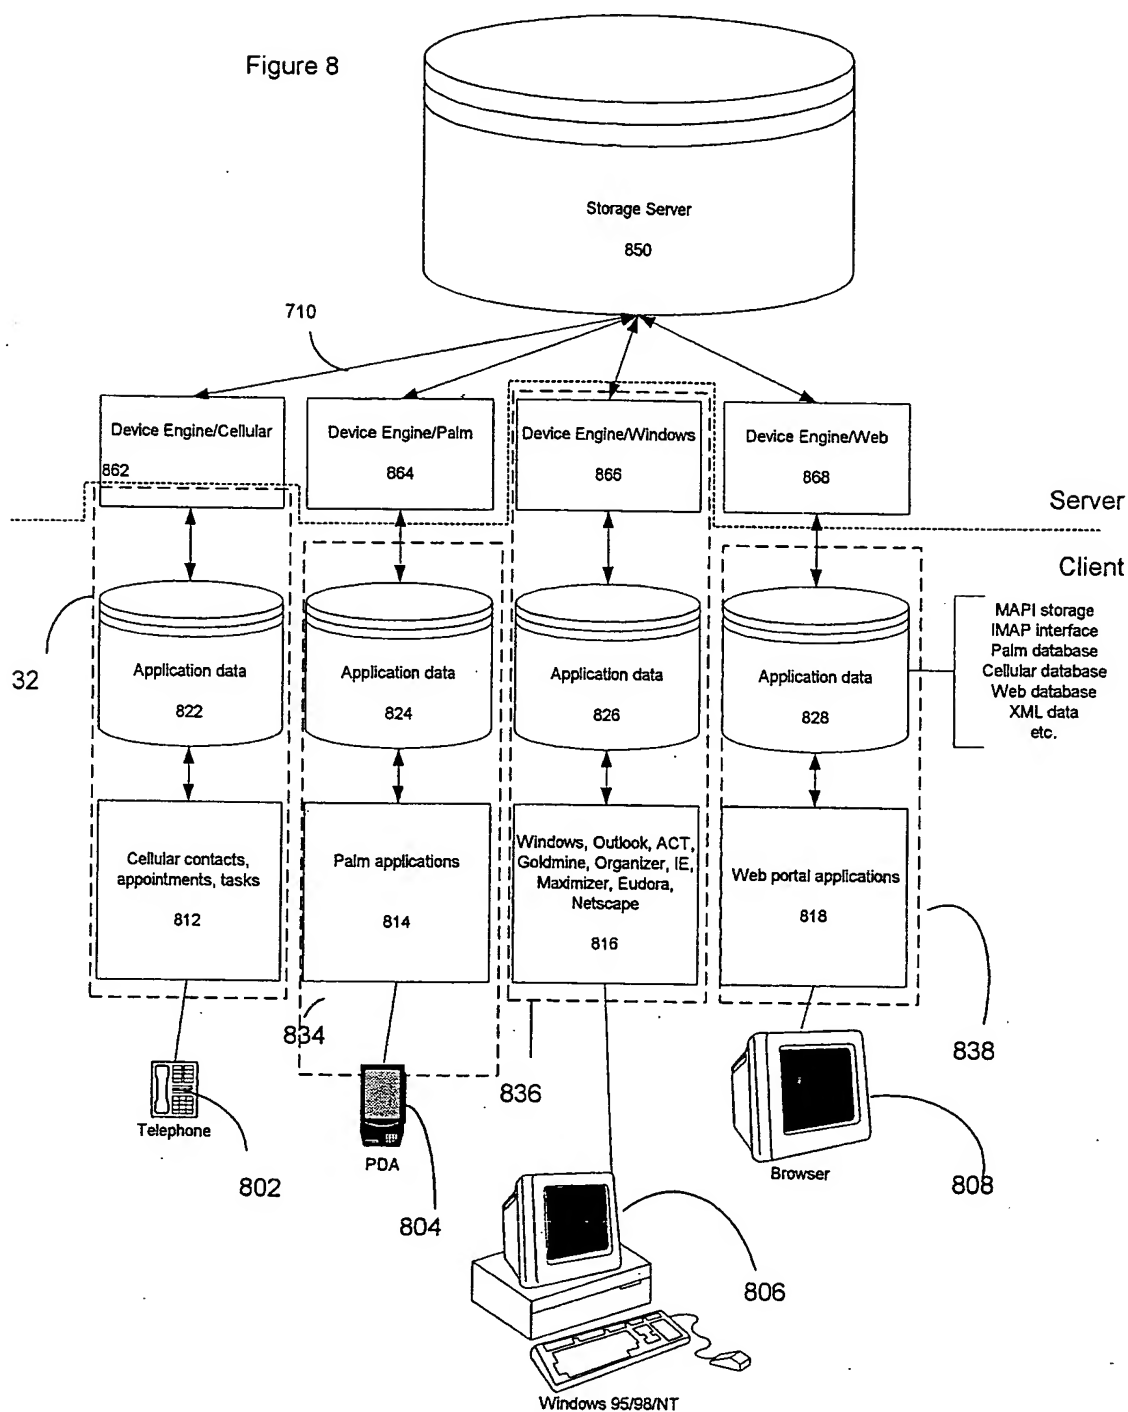 Figure 8
Storage Server
850
710
Device Engine/Cellular
862
Device Engine/Palm
864
Device Engine/Windows
866
Device Engine/Web
868
Server
Client
32
Application data
822
Application data
824
Application data
826
Application data
828
MAPI storage
IMAP interface
Palm database
Cellular database
Web database
XML data
etc.
Cellular contacts,
appointments, tasks
812
Palm applications
814
Windows, Outlook, ACT,
Goldmine, Organizer, IE,
Maximizer, Eudora,
Netscape
816
Web portal applications
818
834
836
838
Telephone
802
PDA
804
Browser
808
806
Windows 95/98/NT